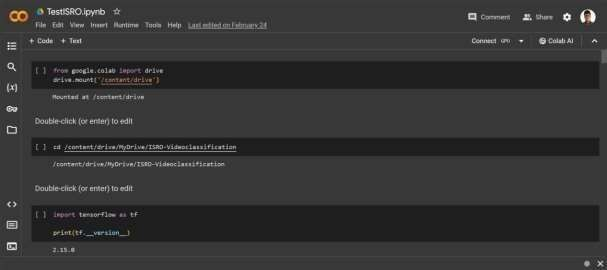 TestISRO.ipynb
File Edit View Insert Runtime Tools Help Last edited on February 24
Comment Share
+ Code + Text
Connect GPU Colab AI
[ ] from google.colab import drive
drive.mount('/content/drive')
Mounted at /content/drive
Double-click (or enter) to edit
[ ] cd /content/drive/MyDrive/ISRO-Videoclassification
/content/drive/MyDrive/ISRO-Videoclassification
Double-click (or enter) to edit
[ ] import tensorflow as tf
print(tf.__version__)
2.15.0
{x}